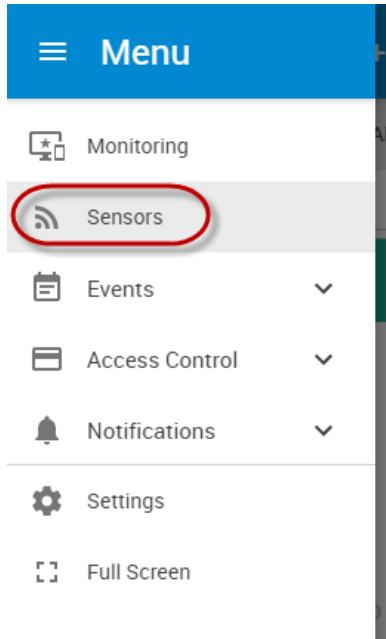 Menu
Monitoring
Sensors
Events
Access Control
Notifications
Settings
Full Screen